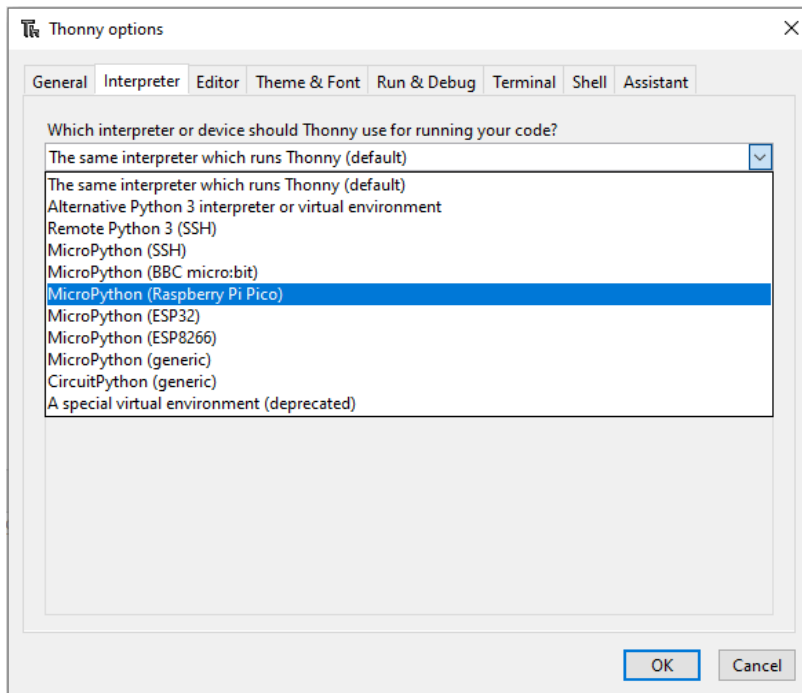 Thonny options
General Interpreter Editor Theme & Font Run & Debug Terminal Shell Assistant
Which interpreter or device should Thonny use for running your code?
The same interpreter which runs Thonny (default)
The same interpreter which runs Thonny (default)
Alternative Python 3 interpreter or virtual environment
Remote Python 3 (SSH)
MicroPython (SSH)
MicroPython (BBC micro:bit)
MicroPython (Raspberry Pi Pico)
MicroPython (ESP32)
MicroPython (ESP8266)
MicroPython (generic)
CircuitPython (generic)
A special virtual environment (deprecated)
OK Cancel